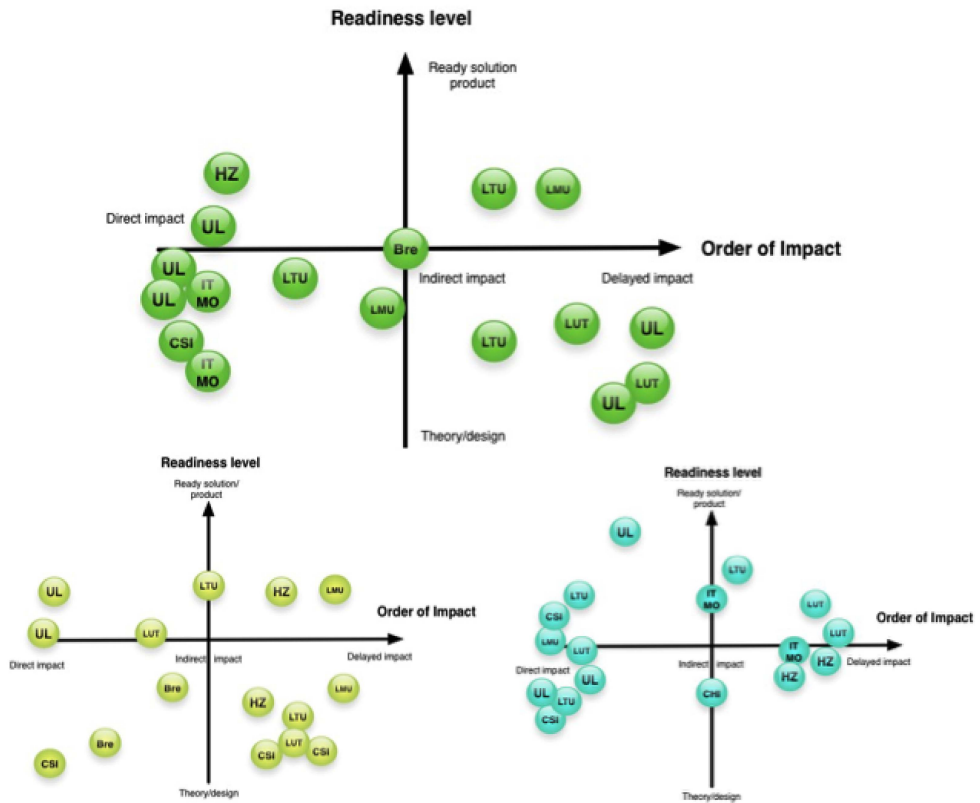 Readiness level
Ready solution
product
HZ
LTU
LMU
Direct impact
UL
Bre
Order of Impact
UL
LTU
Indirect impact
Delayed impact
IT
MO
UL
LMU
LUT
UL
CSI
LTU
IT
MO
LUT
UL
Theory/design
Readiness level
Ready solution/
product
UL
LTU
HZ
LMU
Order of Impact
UL
LUT
Direct impact
Indirect impact
Delayed impact
Bre
LMU
HZ
LTU
Bre
LUT
CSI
CSI
CSI
Theory/design
Readiness level
Ready solution/
product
UL
LTU
LTU
IT
MO
LUT
CSI
Order of Impact
LMU
LUT
LUT
IT
MO
HZ
Direct impact
Indirect impact
Delayed impact
UL
HZ
UL
LTU
CHI
CSI
Theory/design